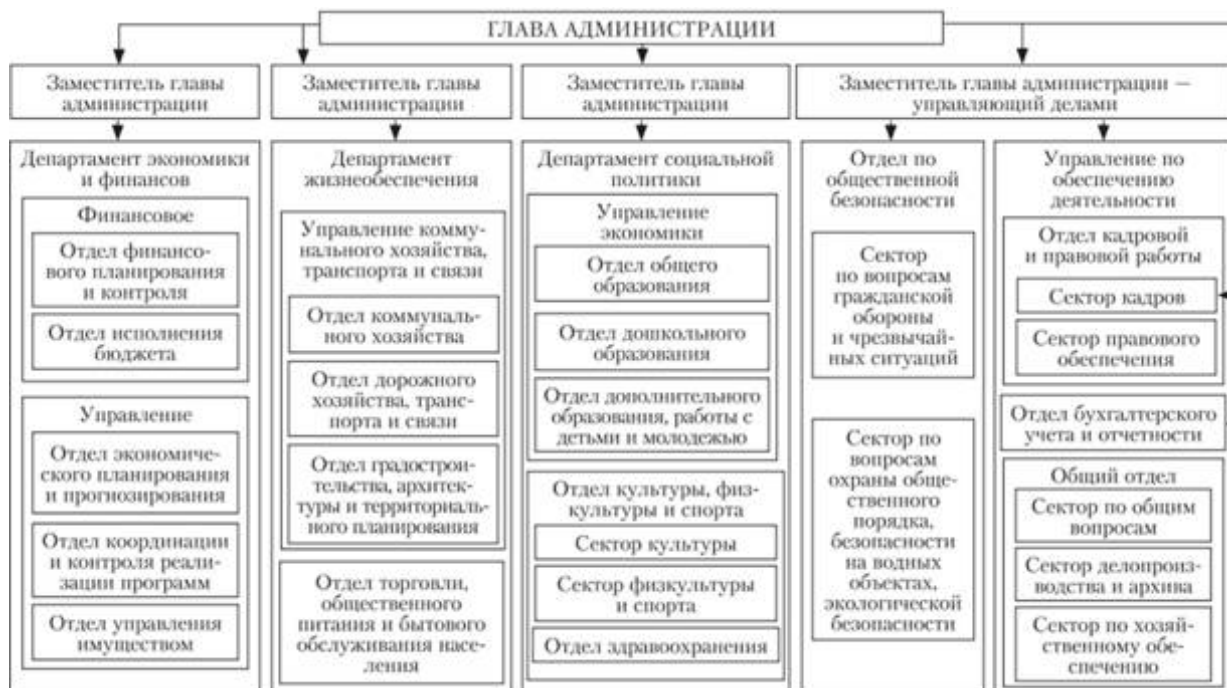 ГЛАВА АДМИНИСТРАЦИИ
Заместитель главы
администрации
Заместитель главы
администрации
Заместитель главы
администрации
Заместитель главы администрации —
управляющий делами
Департамент экономики
и финансов
Финансовое
Отдел финансо-
вого планирования
и контроля
Отдел исполнения
бюджета
Управление
Отдел экономиче-
ского планирования
и прогнозирования
Отдел координации
и контроля реали-
зации программ
Отдел управления
имуществом
Департамент
жизнеобеспечения
Управление комму-
нального хозяйства,
транспорта и связи
Отдел коммуналь-
ного хозяйства
Отдел дорожного
хозяйства, транс-
порта и связи
Отдел градострои-
тельства, архитек-
туры и территориаль-
ного планирования
Отдел торговли,
общественного
питания и бытового
обслуживания насе-
ления
Департамент социальной
политики
Управление
экономики
Отдел общего
образования
Отдел дошкольного
образования
Отдел дополнительного
образования, работы с
детьми и молодежью
Отдел культуры, физ-
культуры и спорта
Сектор культуры
Сектор физкультуры
и спорта
Отдел здравоохранения
Отдел по
общественной
безопасности
Сектор
по вопросам
гражданской
обороны
и чрезвычай-
ных ситуаций
Сектор по
вопросам
охраны обще-
ственного
порядка,
безопасности
на водных
объектах,
экологической
безопасности
Управление по
обеспечению
деятельности
Отдел кадровой
и правовой работы
Сектор кадров
Сектор правового
обеспечения
Отдел бухгалтерского
учета и отчетности
Общий отдел
Сектор по общим
вопросам
Сектор делопроиз-
водства и архива
Сектор по хозяй-
ственному обе-
спечению